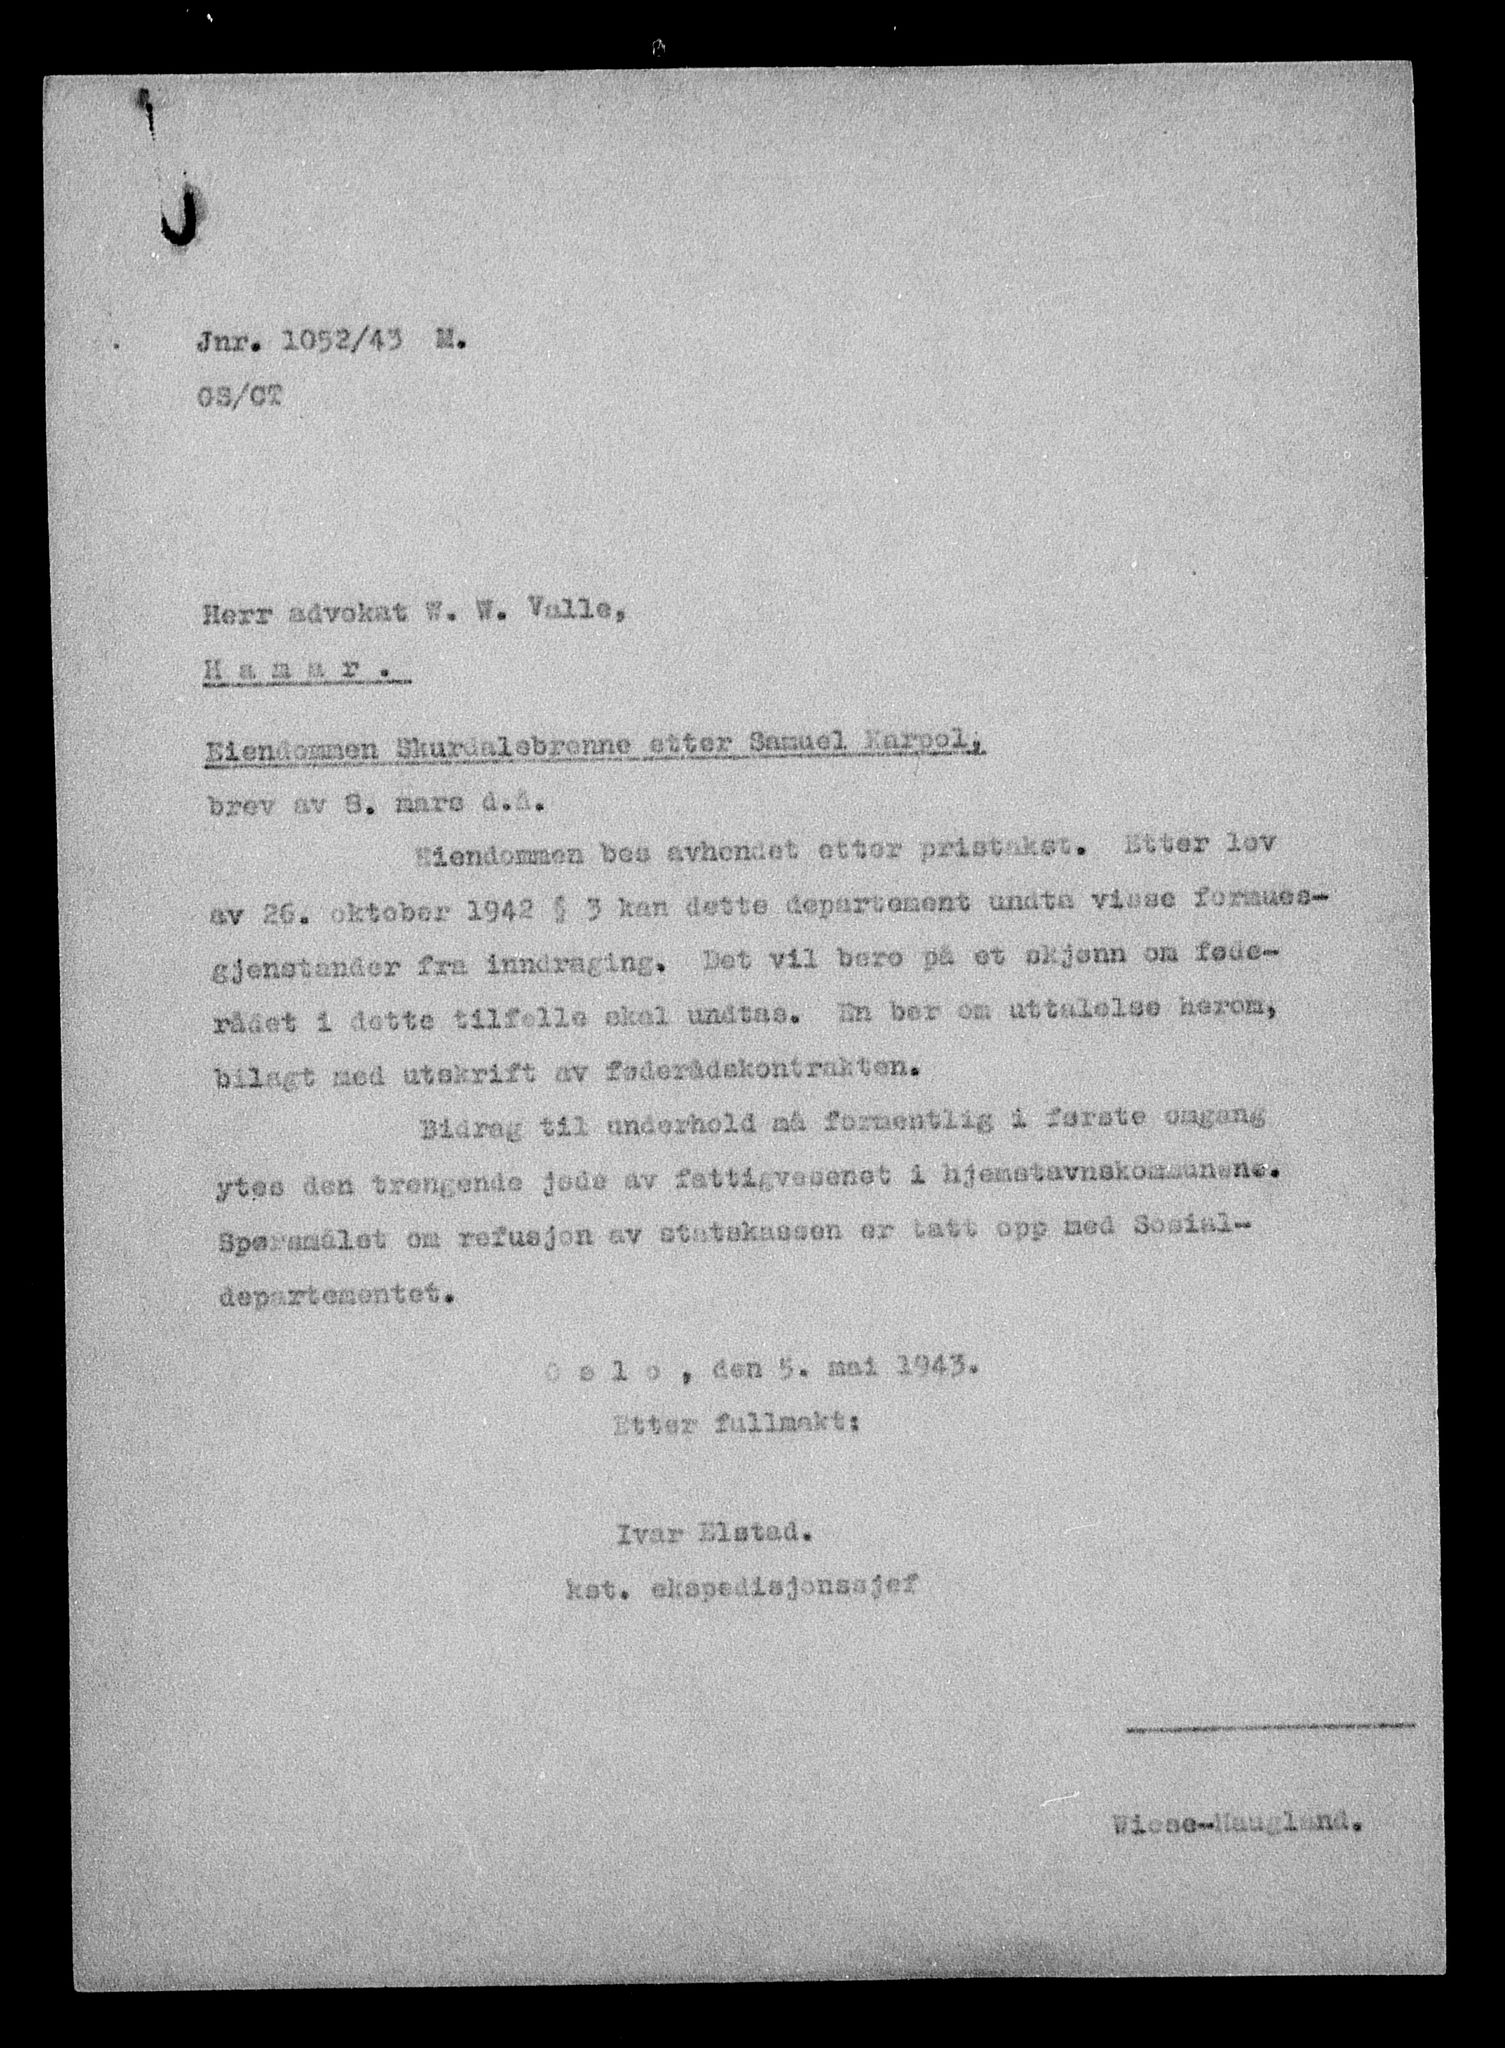 Jnr. 1052/43 M.
OS/CT
Herr advokat W. W. Valle,
Hamar.
Eiendommen Skurdalsbrenne etter Samuel Karpol,
brev av 8. mars d.å.
Eiendommen bes avhendet etter pristakst. Etter lov
av 26. oktober 1942 § 3 kan dette departement undta visse formues-
gjenstander fra inndraging. Det vil bero på et skjønn om føde-
rådet i dette tilfelle skal undtas. En ber om uttalelse herom,
bilagt med utskrift av føderådskontrakten.
Bidrag til underhold må formentlig i første omgang
ytes den trengende jøde av fattigvesenet i hjemstavnskommunene.
Spørsmålet om refusjon av statskassen er tatt opp med Sosial-
departementet.
Oslo, den 5. mai 1943.
Etter fullmakt:
Ivar Elstad.
kst. ekspedisjonssjef
Wiese-Haugland.